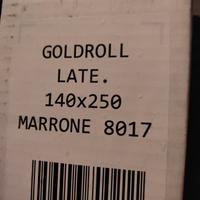 GOLDROLL
LATE.
140x250
MARRONE 8017